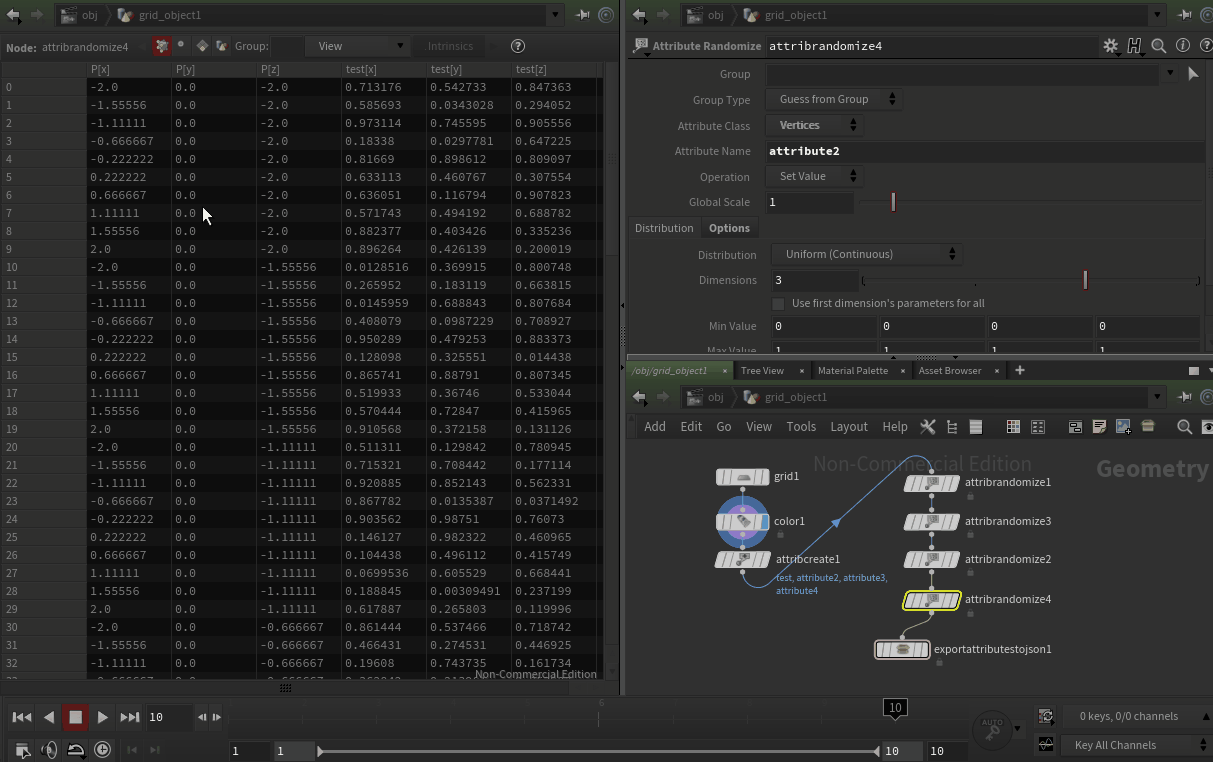 obj grid_object1
Node: attribrandomize4 Group: View Intrinsics
P[x] P[y] P[z] test[x] test[y] test[z]
0 -2.0 0.0 -2.0 0.713176 0.542733 0.847363
1 -1.55556 0.0 -2.0 0.585693 0.0343028 0.294052
2 -1.11111 0.0 -2.0 0.973114 0.745595 0.905556
3 -0.666667 0.0 -2.0 0.18338 0.0297781 0.647225
4 -0.222222 0.0 -2.0 0.81669 0.898612 0.809097
5 0.222222 0.0 -2.0 0.633113 0.460767 0.307554
6 0.666667 0.0 -2.0 0.636051 0.116794 0.907823
7 1.11111 0.0 -2.0 0.571743 0.494192 0.688782
8 1.55556 0.0 -2.0 0.882377 0.403426 0.335236
9 2.0 0.0 -2.0 0.896264 0.426139 0.200019
10 -2.0 0.0 -1.55556 0.0128516 0.369915 0.800748
11 -1.55556 0.0 -1.55556 0.265952 0.183119 0.663815
12 -1.11111 0.0 -1.55556 0.0145959 0.688843 0.807684
13 -0.666667 0.0 -1.55556 0.408079 0.0987229 0.708927
14 -0.222222 0.0 -1.55556 0.950289 0.479253 0.883373
15 0.222222 0.0 -1.55556 0.128098 0.325551 0.014438
16 0.666667 0.0 -1.55556 0.865741 0.88791 0.807345
17 1.11111 0.0 -1.55556 0.519933 0.36746 0.533044
18 1.55556 0.0 -1.55556 0.570444 0.72847 0.415965
19 2.0 0.0 -1.55556 0.910568 0.372158 0.131126
20 -2.0 0.0 -1.11111 0.511311 0.129842 0.780945
21 -1.55556 0.0 -1.11111 0.715321 0.708442 0.177114
22 -1.11111 0.0 -1.11111 0.920885 0.852143 0.562331
23 -0.666667 0.0 -1.11111 0.867782 0.0135387 0.0371492
24 -0.222222 0.0 -1.11111 0.903562 0.98751 0.76073
25 0.222222 0.0 -1.11111 0.146127 0.982322 0.460965
26 0.666667 0.0 -1.11111 0.104438 0.496112 0.415749
27 1.11111 0.0 -1.11111 0.0699536 0.605529 0.668441
28 1.55556 0.0 -1.11111 0.188845 0.00309491 0.237199
29 2.0 0.0 -1.11111 0.617887 0.265803 0.119996
30 -2.0 0.0 -0.666667 0.861444 0.537466 0.718742
31 -1.55556 0.0 -0.666667 0.466431 0.274531 0.446925
32 -1.11111 0.0 -0.666667 0.19608 0.743735 0.161734
Non-Commercial Edition
obj grid_object1
Attribute Randomize attribrandomize4
Group
Group Type Guess from Group
Attribute Class Vertices
Attribute Name attribute2
Operation Set Value
Global Scale 1
Distribution Options
Distribution Uniform (Continuous)
Dimensions 3
Use first dimension's parameters for all
Min Value 0 0 0 0
Max Value 1 1 1 1
/obj/grid_object1 × Tree View × Material Palette × Asset Browser × +
obj grid_object1
Add Edit Go View Tools Layout Help
Non-Commercial Edition
Geometry
grid1
color1
attribcreate1
test, attribute2, attribute3,
attribute4
attribrandomize1
attribrandomize3
attribrandomize2
attribrandomize4
exportattributestojson1
10 6 10 AUTO 0 keys, 0/0 channels
1 1 10 10 Key All Channels